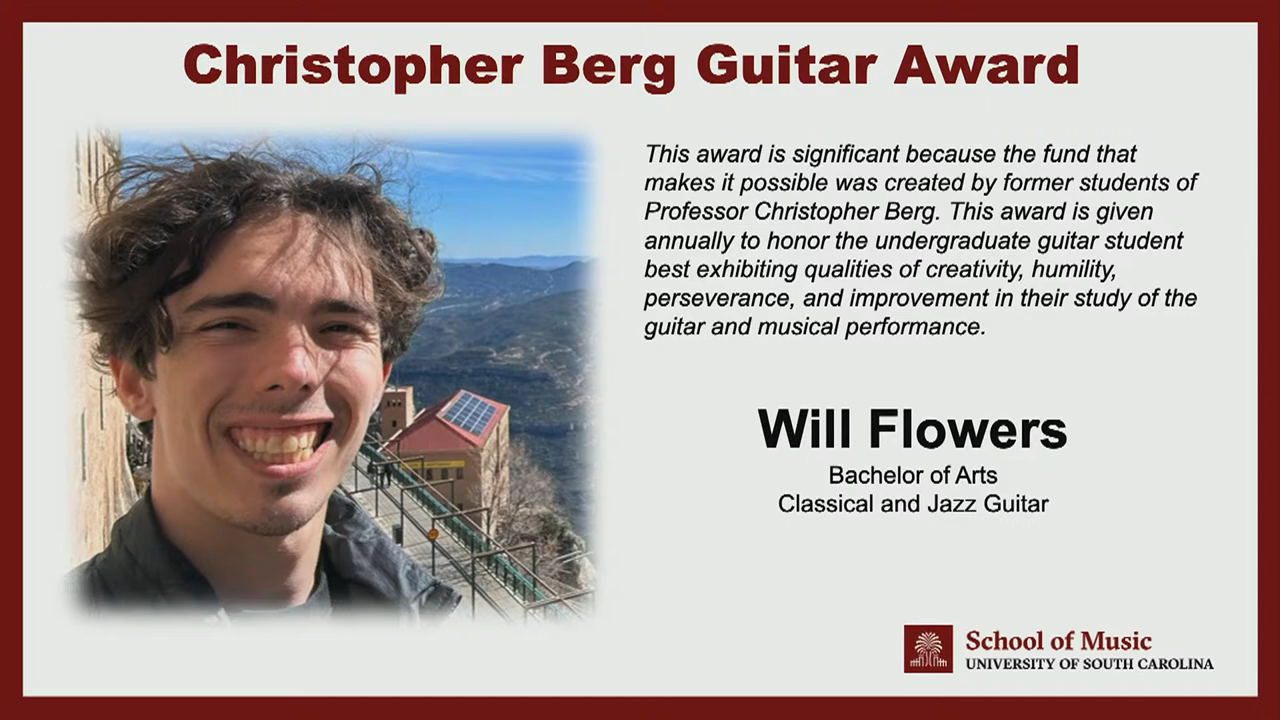 Christopher Berg Guitar Award
This award is significant because the fund that
makes it possible was created by former students of
Professor Christopher Berg. This award is given
annually to honor the undergraduate guitar student
best exhibiting qualities of creativity, humility,
perseverance, and improvement in their study of the
guitar and musical performance.
Will Flowers
Bachelor of Arts
Classical and Jazz Guitar
School of Music
UNIVERSITY OF SOUTH CAROLINA